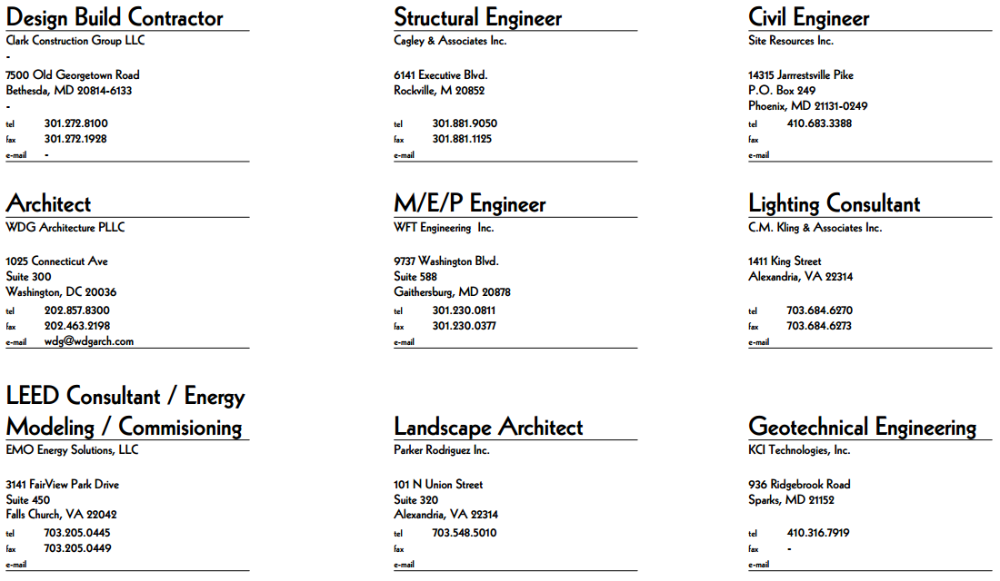 Design Build Contractor
Clark Construction Group LLC
-
7500 Old Georgetown Road
Bethesda, MD 20814-6133
-
tel 301.272.8100
fax 301.272.1928
e-mail -
Structural Engineer
Cagley & Associates Inc.
6141 Executive Blvd.
Rockville, M 20852
tel 301.881.9050
fax 301.881.1125
e-mail
Civil Engineer
Site Resources Inc.
14315 Jarrrestsville Pike
P.O. Box 249
Phoenix, MD 21131-0249
tel 410.683.3388
fax
e-mail
Architect
WDG Architecture PLLC
1025 Connecticut Ave
Suite 300
Washington, DC 20036
tel 202.857.8300
fax 202.463.2198
e-mail wdg@wdgarch.com
M/E/P Engineer
WFT Engineering Inc.
9737 Washington Blvd.
Suite 588
Gaithersburg, MD 20878
tel 301.230.0811
fax 301.230.0377
e-mail
Lighting Consultant
C.M. Kling & Associates Inc.
1411 King Street
Alexandria, VA 22314
tel 703.684.6270
fax 703.684.6273
e-mail
LEED Consultant / Energy
Modeling / Commisioning
EMO Energy Solutions, LLC
3141 FairView Park Drive
Suite 450
Falls Church, VA 22042
tel 703.205.0445
fax 703.205.0449
e-mail
Landscape Architect
Parker Rodriguez Inc.
101 N Union Street
Suite 320
Alexandria, VA 22314
tel 703.548.5010
fax
e-mail
Geotechnical Engineering
KCI Technologies, Inc.
936 Ridgebrook Road
Sparks, MD 21152
tel 410.316.7919
fax -
e-mail